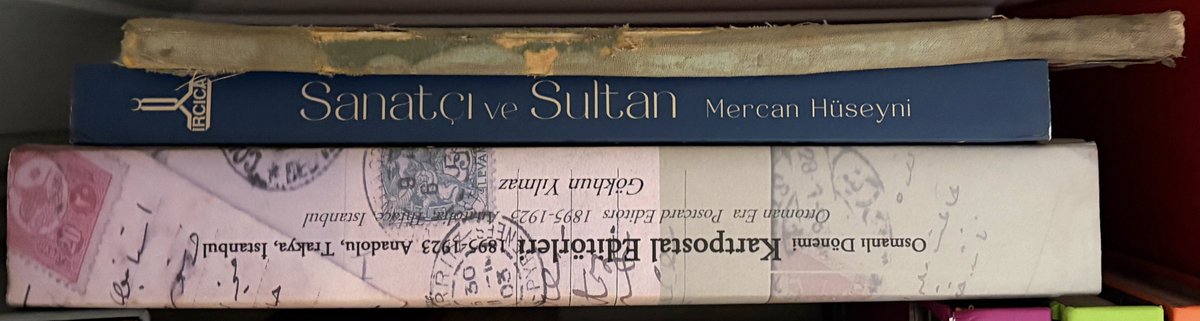 IRCICA
Sanatçı ve Sultan Mercan Hüseyni
Osmanlı Dönemi Kartpostal Editörleri 1895-1923 Anadolu, Trakya, İstanbul
Ottoman Era Postcard Editors 1895-1923 Anatolia, Thrace, İstanbul
Gökhun Yılmaz